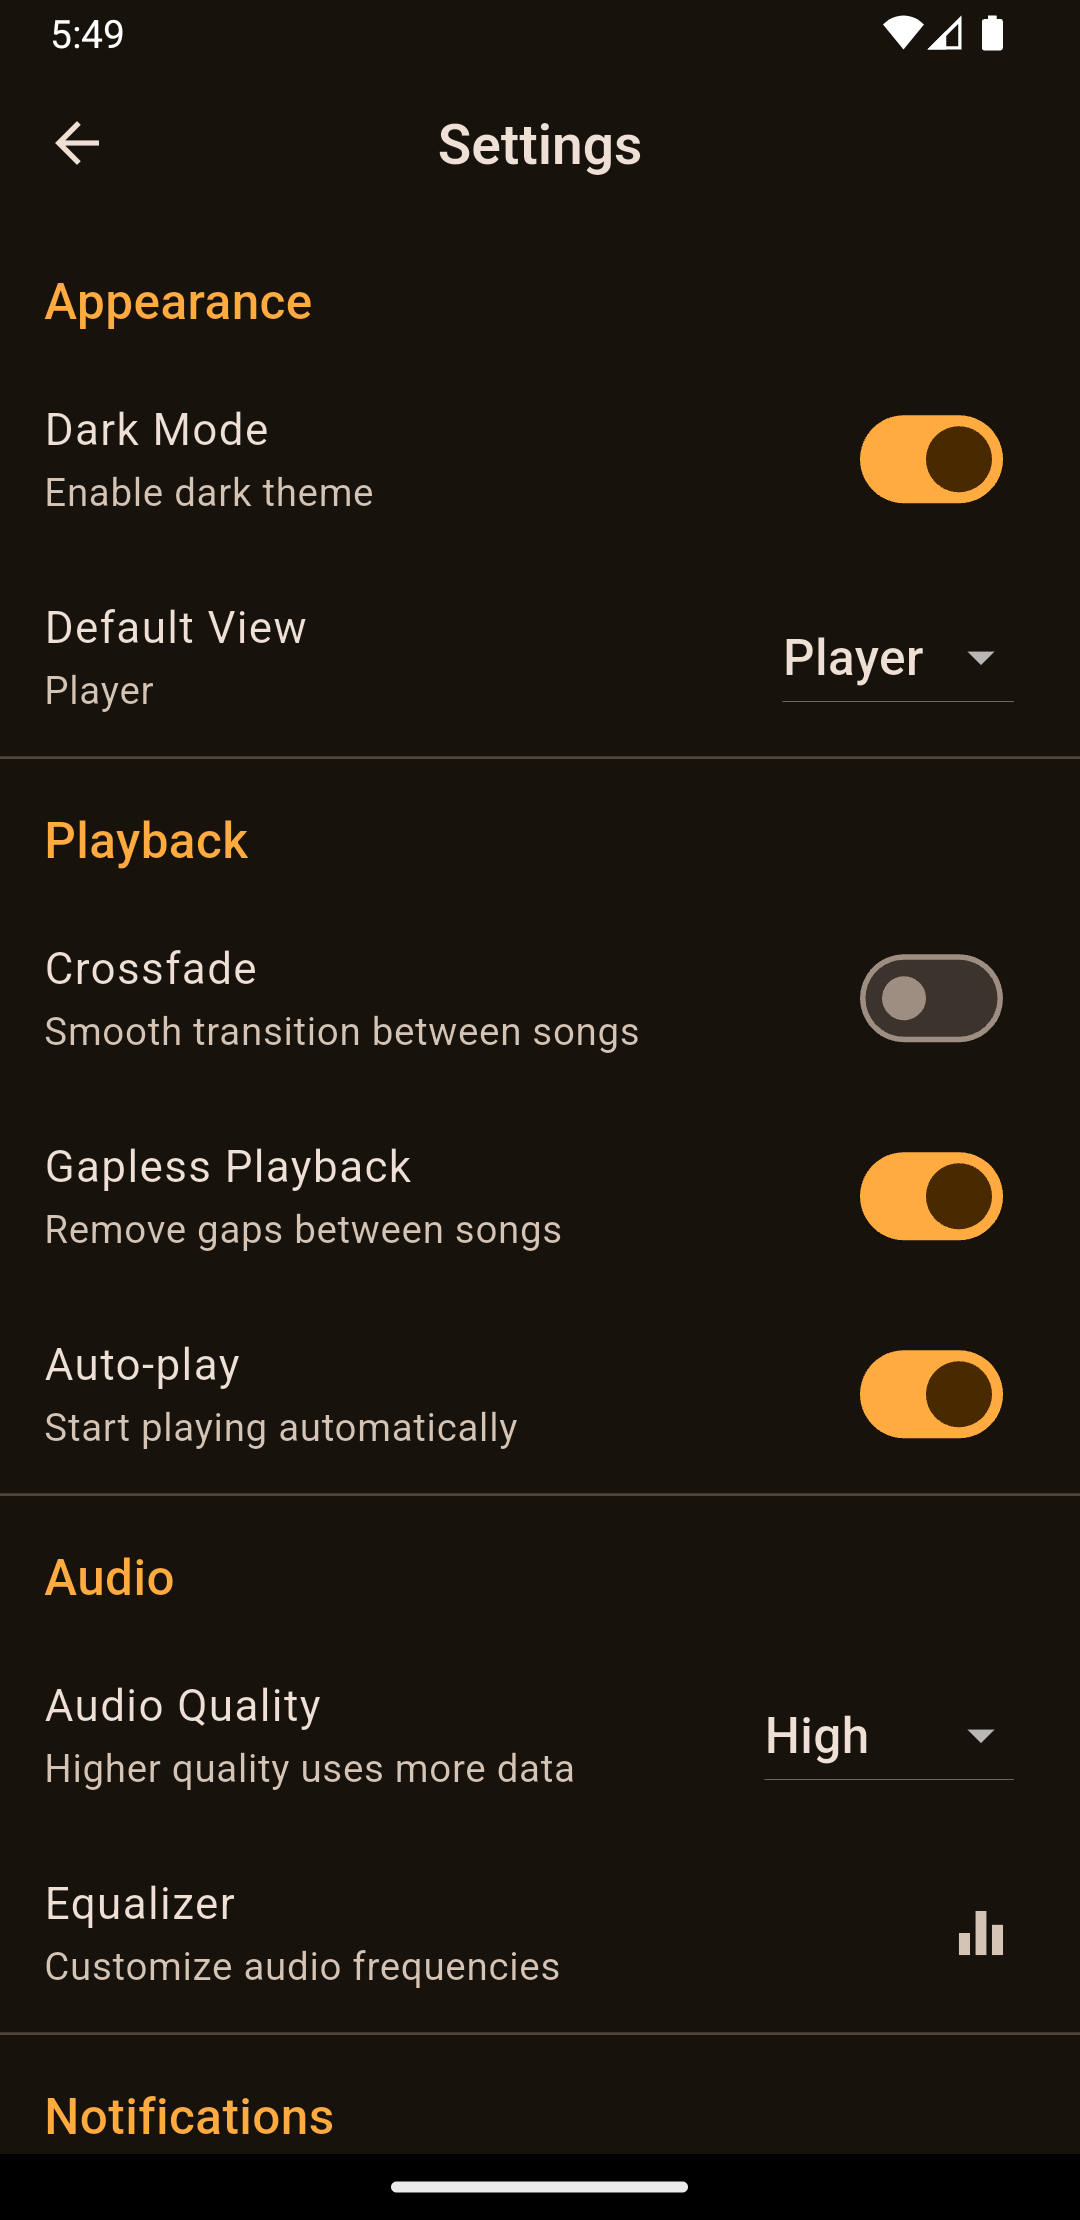 5:49
Settings
Appearance
Dark Mode
Enable dark theme
Default View
Player
Player
Playback
Crossfade
Smooth transition between songs
Gapless Playback
Remove gaps between songs
Auto-play
Start playing automatically
Audio
Audio Quality
Higher quality uses more data
High
Equalizer
Customize audio frequencies
Notifications